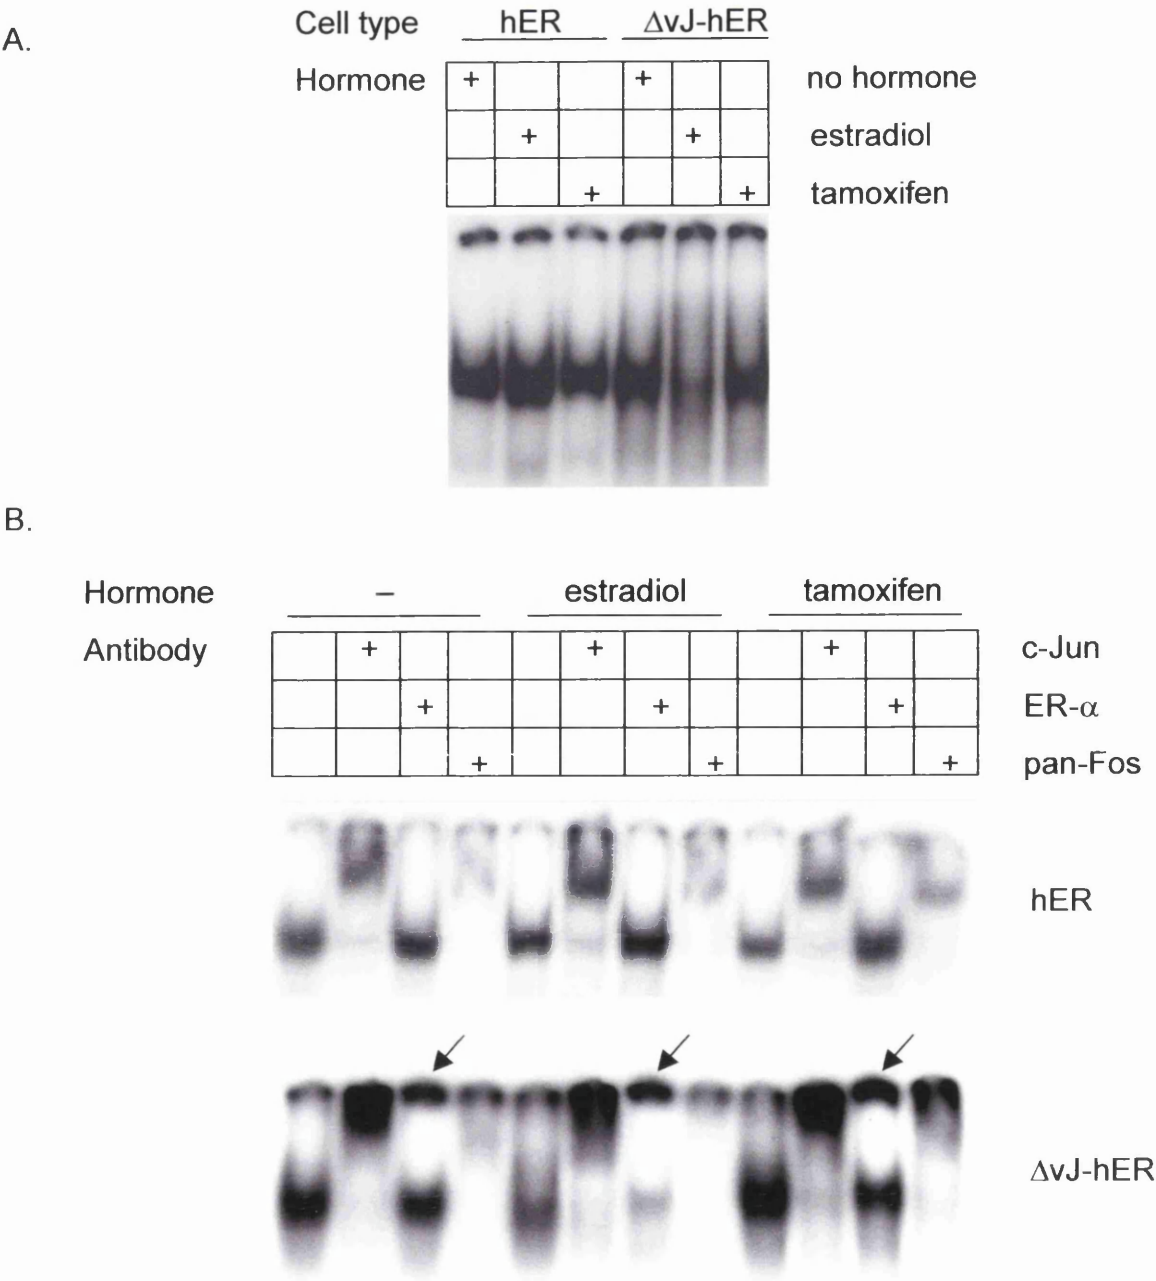 A.
Cell type hER ΔvJ-hER
Hormone + + no hormone
+ + estradiol
+ + tamoxifen
B.
Hormone – estradiol tamoxifen
Antibody + + + c-Jun
+ + + ER-α
+ + + pan-Fos
hER
ΔvJ-hER